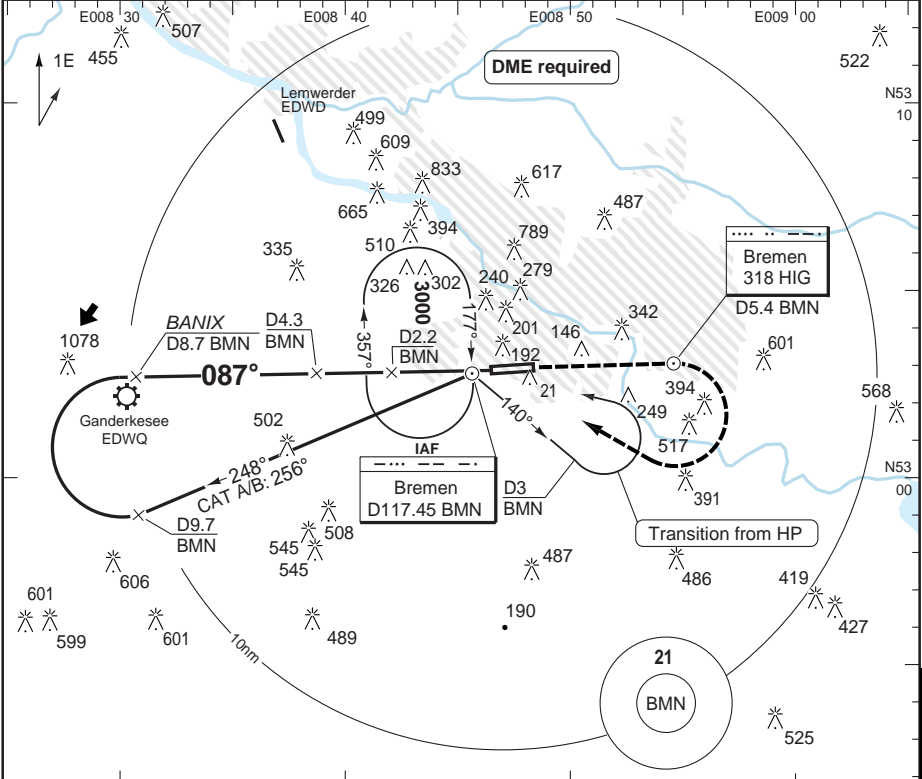 E008 30
E008 40
E008 50
E009 00
507
455
1E
DME required
522
N53
10
Lemwerder
EDWD
499
609
833
617
665
394
487
510
789
335
326
302
240
279
3000
177°
357°
201
146
342
192
Bremen
318 HIG
D5.4 BMN
1078
BANIX
D8.7 BMN
D4.3
BMN
D2.2
BMN
087°
601
21
394
249
568
Ganderkesee
EDWQ
140°
517
502
248°
CAT A/B: 256°
IAF
Bremen
D117.45 BMN
D3
BMN
391
N53
00
D9.7
BMN
508
545
545
Transition from HP
487
486
606
419
601
599
601
489
190
427
10nm
21
BMN
525